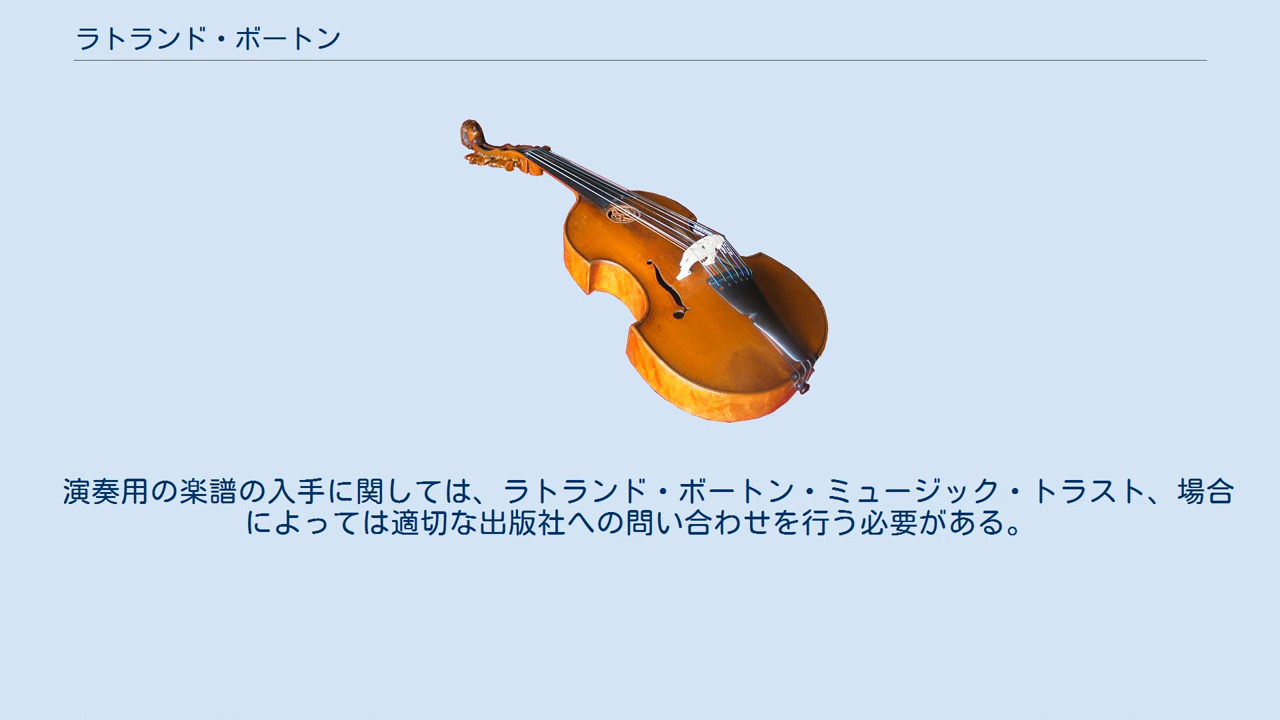 ラトランド・ボートン
演奏用の楽譜の入手に関しては、ラトランド・ボートン・ミュージック・トラスト、場合
によっては適切な出版社への問い合わせを行う必要がある。